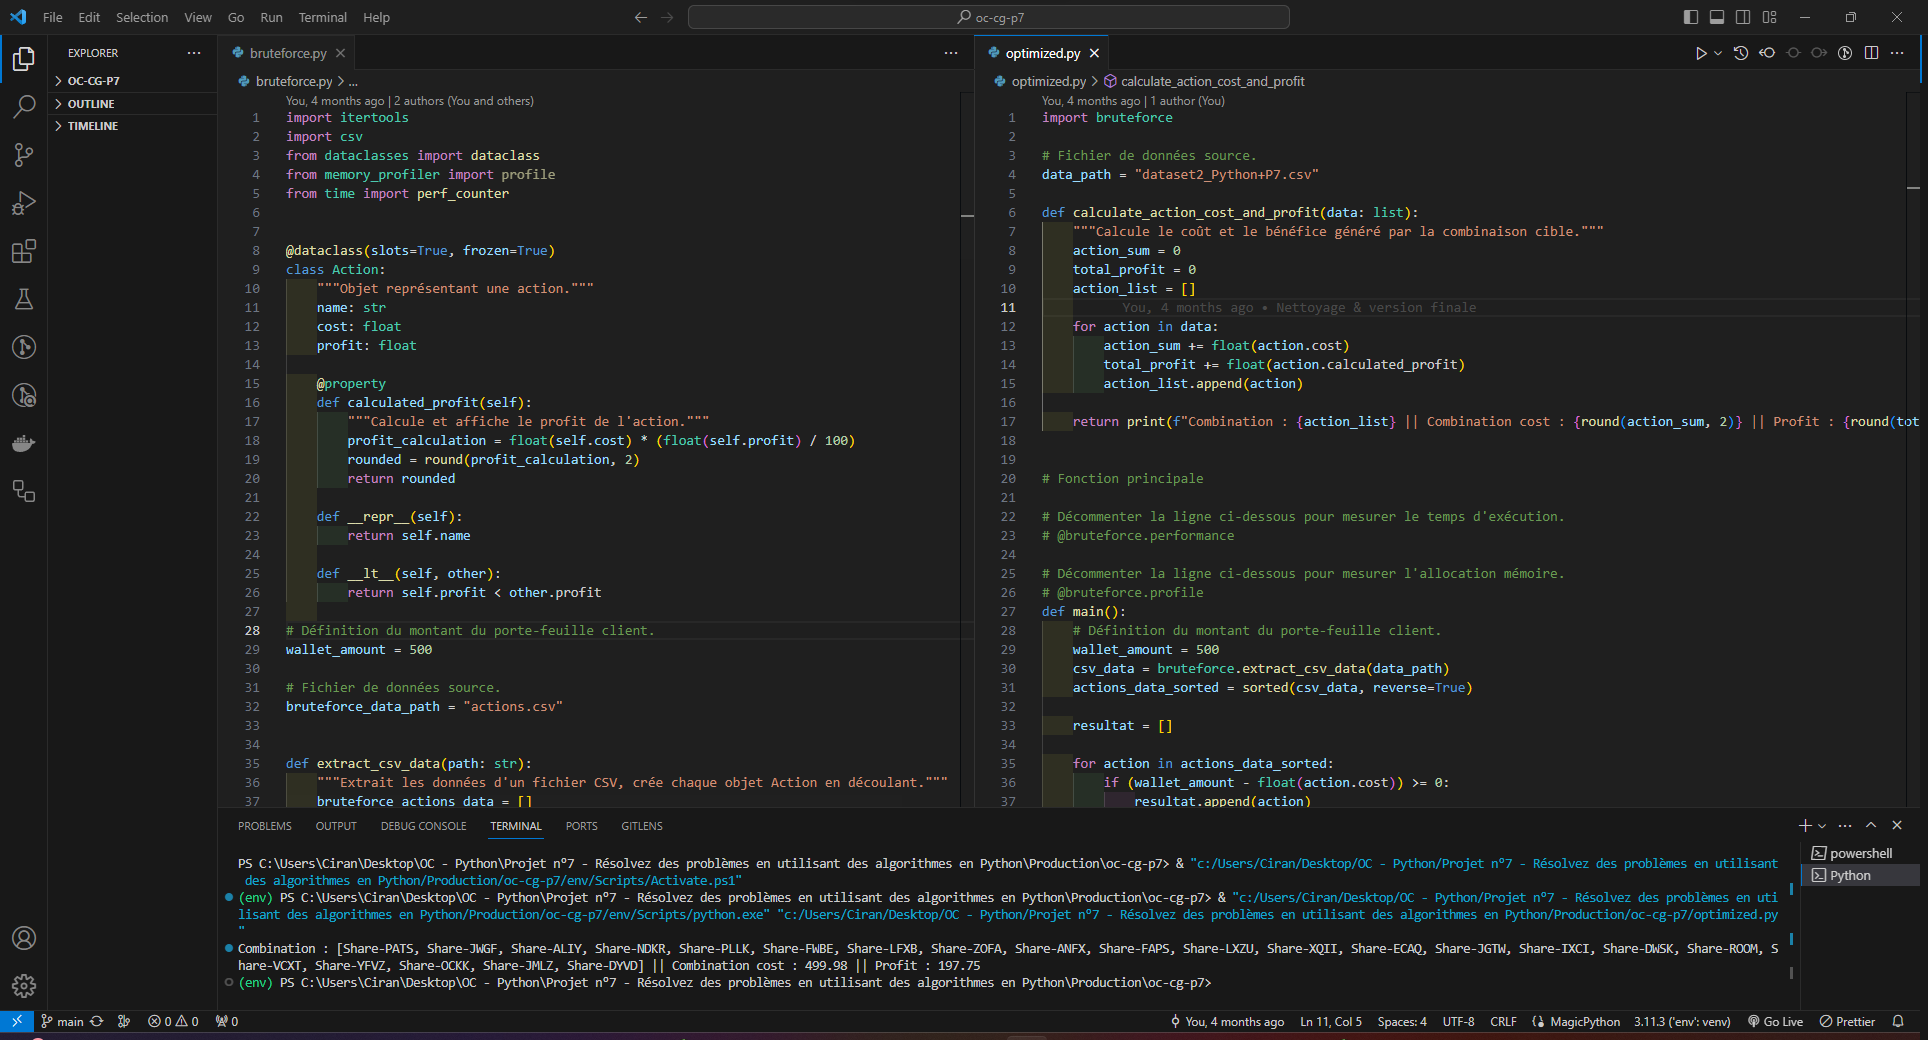 File Edit Selection View Go Run Terminal Help
oc-cg-p7
EXPLORER
OC-CG-P7
OUTLINE
TIMELINE
bruteforce.py
bruteforce.py > ...
You, 4 months ago | 2 authors (You and others)
1 import itertools
2 import csv
3 from dataclasses import dataclass
4 from memory_profiler import profile
5 from time import perf_counter
6
7
8 @dataclass(slots=True, frozen=True)
9 class Action:
10 """Objet représentant une action."""
11 name: str
12 cost: float
13 profit: float
14
15 @property
16 def calculated_profit(self):
17 """Calcule et affiche le profit de l'action."""
18 profit_calculation = float(self.cost) * (float(self.profit) / 100)
19 rounded = round(profit_calculation, 2)
20 return rounded
21
22 def __repr__(self):
23 return self.name
24
25 def __lt__(self, other):
26 return self.profit < other.profit
27
28 # Définition du montant du porte-feuille client.
29 wallet_amount = 500
30
31 # Fichier de données source.
32 bruteforce_data_path = "actions.csv"
33
34
35 def extract_csv_data(path: str):
36 """Extrait les données d'un fichier CSV, crée chaque objet Action en découlant."""
37 bruteforce_actions_data = []
optimized.py
optimized.py > calculate_action_cost_and_profit
You, 4 months ago | 1 author (You)
1 import bruteforce
2
3 # Fichier de données source.
4 data_path = "dataset2_Python+P7.csv"
5
6 def calculate_action_cost_and_profit(data: list):
7 """Calcule le coût et le bénéfice généré par la combinaison cible."""
8 action_sum = 0
9 total_profit = 0
10 action_list = []
11 You, 4 months ago • Nettoyage & version finale
12 for action in data:
13 action_sum += float(action.cost)
14 total_profit += float(action.calculated_profit)
15 action_list.append(action)
16
17 return print(f"Combination : {action_list} || Combination cost : {round(action_sum, 2)} || Profit : {round(tot
18
19
20 # Fonction principale
21
22 # Décommenter la ligne ci-dessous pour mesurer le temps d'exécution.
23 # @bruteforce.performance
24
25 # Décommenter la ligne ci-dessous pour mesurer l'allocation mémoire.
26 # @bruteforce.profile
27 def main():
28 # Définition du montant du porte-feuille client.
29 wallet_amount = 500
30 csv_data = bruteforce.extract_csv_data(data_path)
31 actions_data_sorted = sorted(csv_data, reverse=True)
32
33 resultat = []
34
35 for action in actions_data_sorted:
36 if (wallet_amount - float(action.cost)) >= 0:
37 resultat.append(action)
PROBLEMS OUTPUT DEBUG CONSOLE TERMINAL PORTS GITLENS
PS C:\Users\Ciran\Desktop\OC - Python\Projet nº7 - Résolvez des problèmes en utilisant des algorithmes en Python\Production\oc-cg-p7> & "c:/Users/Ciran/Desktop/OC - Python/Projet nº7 - Résolvez des problèmes en utilisant
des algorithmes en Python/Production/oc-cg-p7/env/Scripts/Activate.ps1"
(env) PS C:\Users\Ciran\Desktop\OC - Python\Projet nº7 - Résolvez des problèmes en utilisant des algorithmes en Python\Production\oc-cg-p7> & "c:/Users/Ciran/Desktop/OC - Python/Projet nº7 - Résolvez des problèmes en uti
lisant des algorithmes en Python/Production/oc-cg-p7/env/Scripts/python.exe" "c:/Users/Ciran/Desktop/OC - Python/Projet nº7 - Résolvez des problèmes en utilisant des algorithmes en Python/Production/oc-cg-p7/optimized.py
"
Combination : [Share-PATS, Share-JWGF, Share-ALIY, Share-NDKR, Share-PLLK, Share-FWBE, Share-LFXB, Share-ZOFA, Share-ANFX, Share-FAPS, Share-LXZU, Share-XQII, Share-ECAQ, Share-JGTW, Share-IXCI, Share-DWSK, Share-ROOM, S
hare-VCXT, Share-YFVZ, Share-OCKK, Share-JMLZ, Share-DYVD] || Combination cost : 499.98 || Profit : 197.75
(env) PS C:\Users\Ciran\Desktop\OC - Python\Projet nº7 - Résolvez des problèmes en utilisant des algorithmes en Python\Production\oc-cg-p7>
powershell
Python
main 0 0 0 You, 4 months ago Ln 11, Col 5 Spaces: 4 UTF-8 CRLF MagicPython 3.11.3 ('env': venv) Go Live Prettier